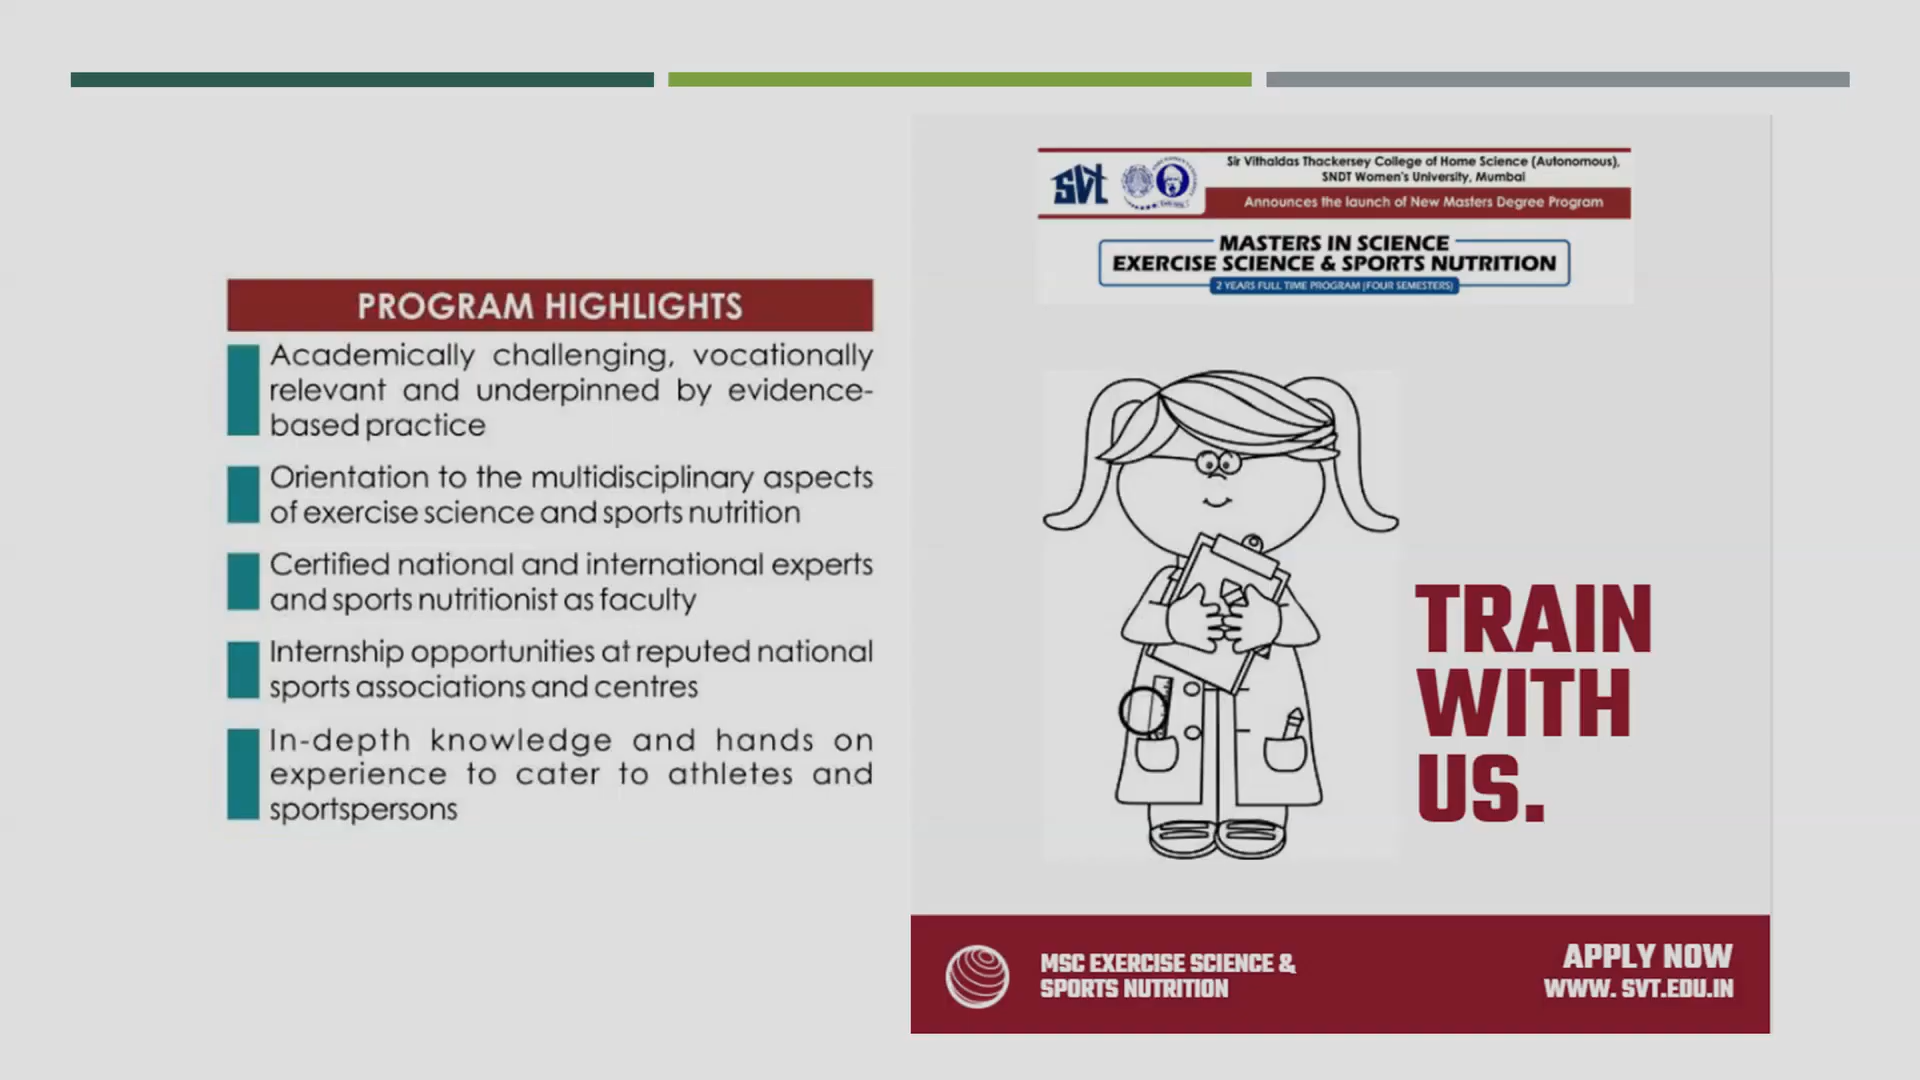 PROGRAM HIGHLIGHTS
Academically challenging, vocationally
relevant and underpinned by evidence-
based practice
Orientation to the multidisciplinary aspects
of exercise science and sports nutrition
Certified national and international experts
and sports nutritionist as faculty
Internship opportunities at reputed national
sports associations and centres
In-depth knowledge and hands on
experience to cater to athletes and
sportspersons
svt
Sir Vithaldas Thackersey College of Home Science (Autonomous),
SNDT Women's University, Mumbai
Announces the launch of New Masters Degree Program
MASTERS IN SCIENCE
EXERCISE SCIENCE & SPORTS NUTRITION
2 YEARS FULL TIME PROGRAM (FOUR SEMESTERS)
TRAIN
WITH
US.
MSC EXERCISE SCIENCE &
SPORTS NUTRITION
APPLY NOW
WWW. SVT.EDU.IN